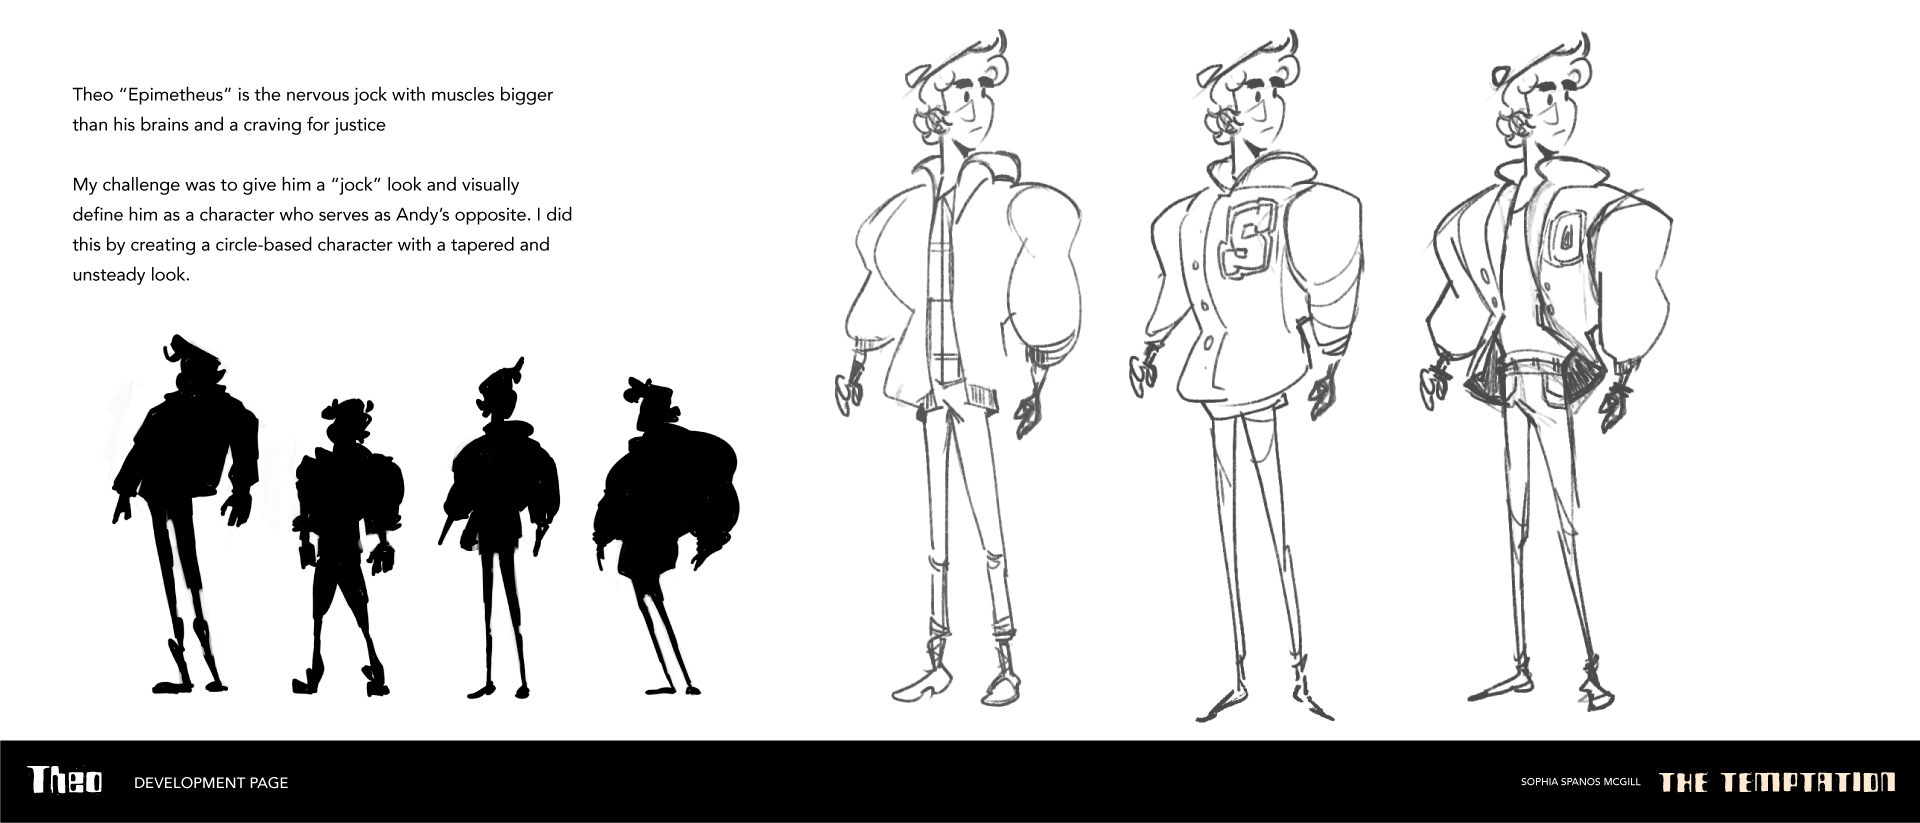 Theo “Epimetheus” is the nervous jock with muscles bigger
than his brains and a craving for justice
My challenge was to give him a “jock” look and visually
define him as a character who serves as Andy’s opposite. I did
this by creating a circle-based character with a tapered and
unsteady look.
S
O
Theo
DEVELOPMENT PAGE
SOPHIA SPANOS MCGILL
THE TEMPTATION